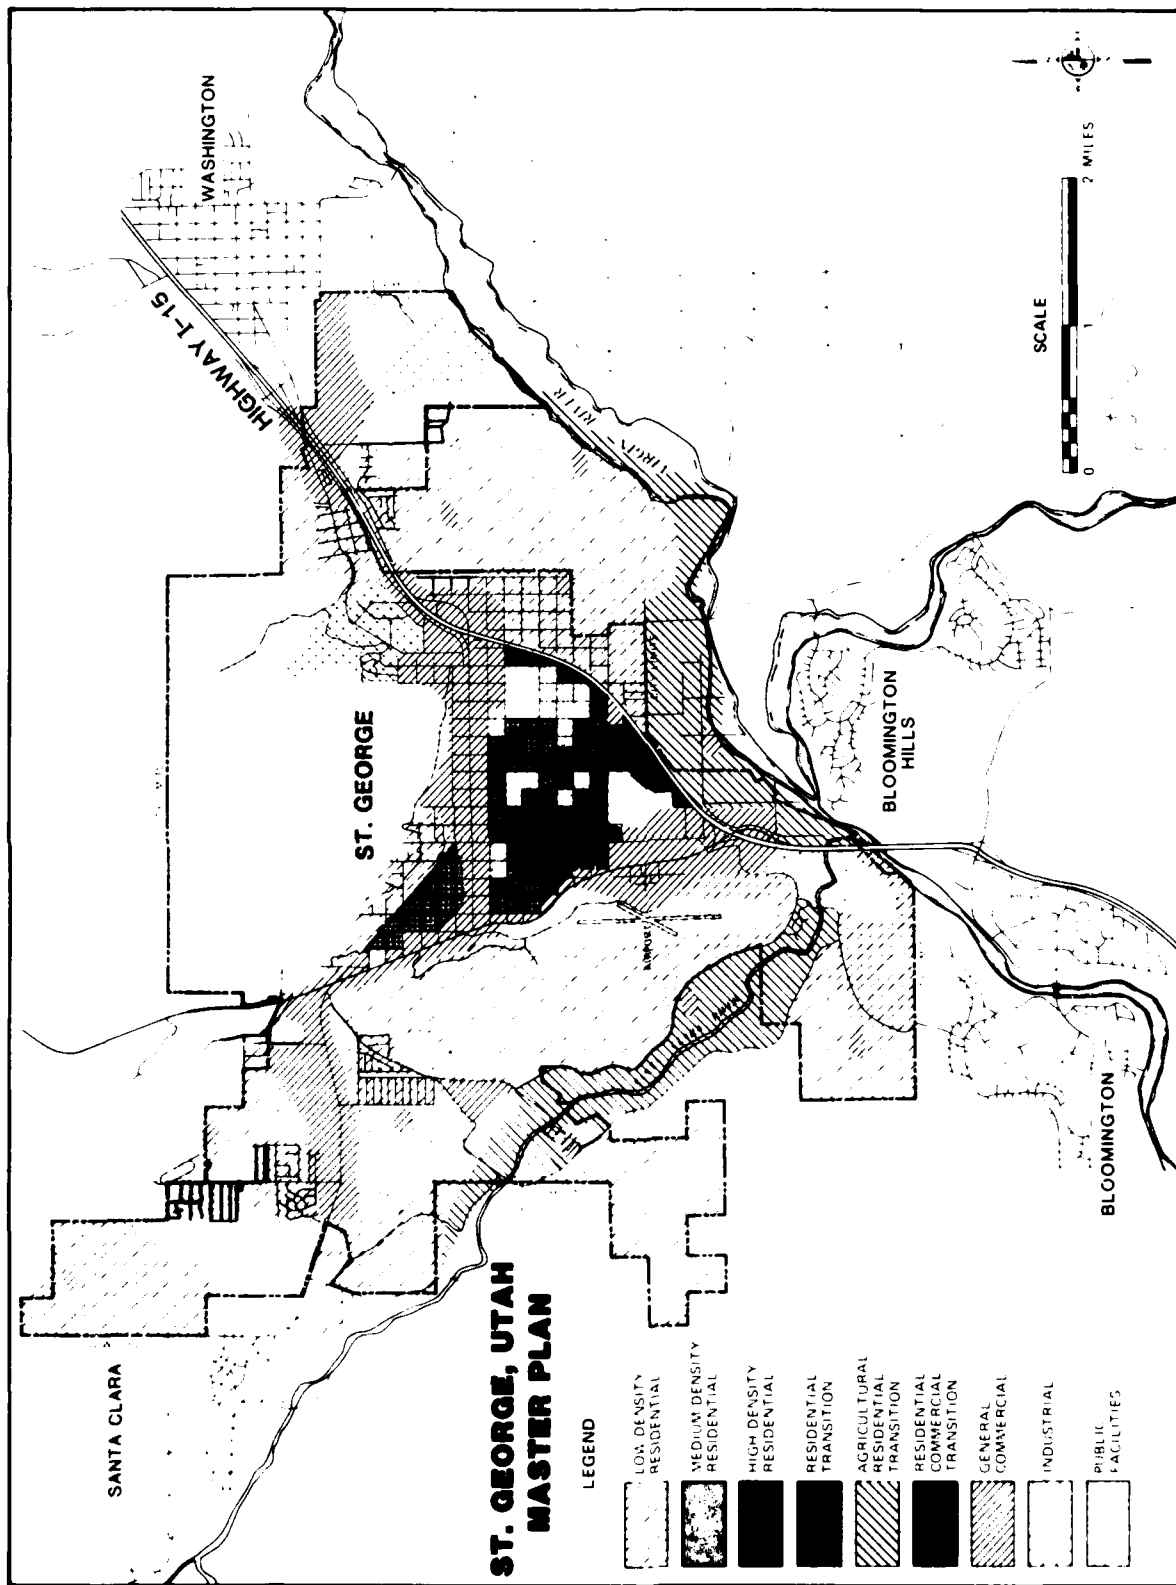 ST. GEORGE, UTAH
MASTER PLAN
LEGEND
LOW DENSITY
RESIDENTIAL
MEDIUM DENSITY
RESIDENTIAL
HIGH DENSITY
RESIDENTIAL
RESIDENTIAL
TRANSITION
AGRICULTURAL
RESIDENTIAL
TRANSITION
RESIDENTIAL
COMMERCIAL
TRANSITION
GENERAL
COMMERCIAL
INDUSTRIAL
PUBLIC
FACILITIES
SANTA CLARA
ST. GEORGE
WASHINGTON
HIGHWAY I-15
VIRGIN RIVER
AIRPORT
BLOOMINGTON
HILLS
BLOOMINGTON
SCALE
0 1 2 MILES